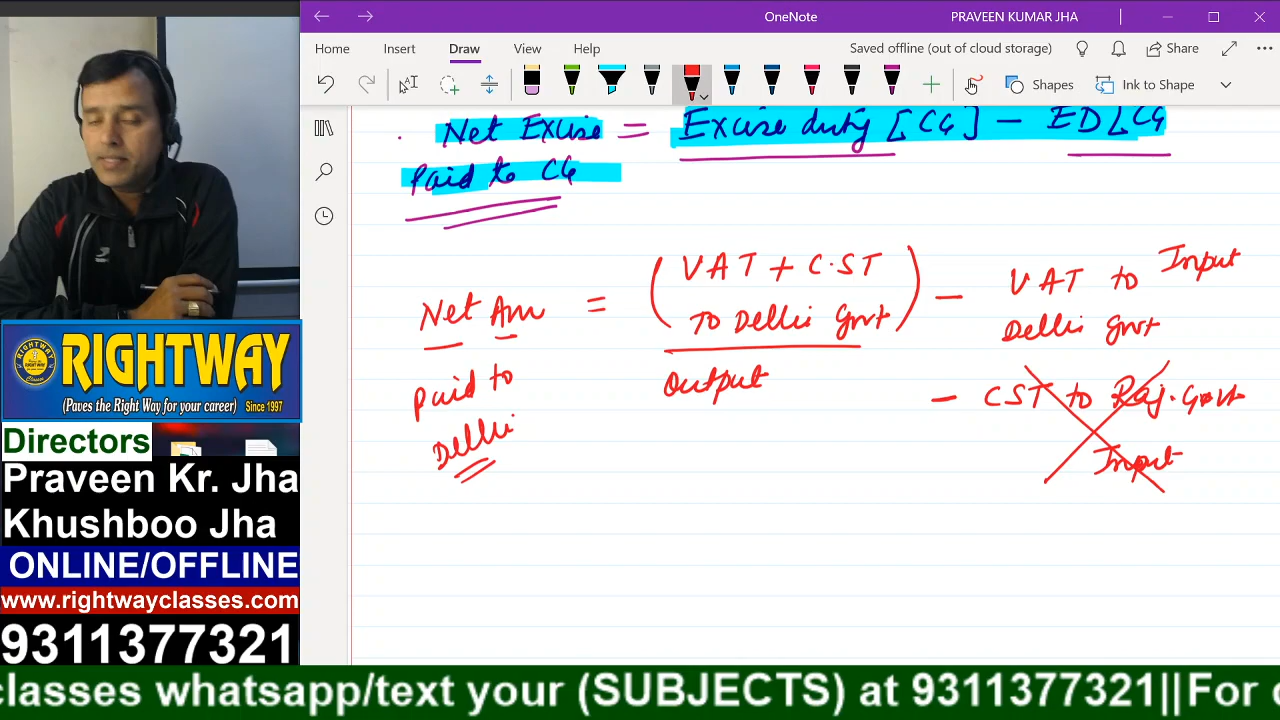 OneNote
PRAVEEN KUMAR JHA
Home Insert Draw View Help
Saved offline (out of cloud storage)
Share
Shapes
Ink to Shape
. Net Excise = Excise duty [CG] - ED[CG
Paid to CG
Net Am = (VAT + C.ST To Delhi Govt) - VAT to Delhi Govt Input
Paid to Delhi
Output
- CST to Raj. Govt
Input
RIGHTWAY
(Paves the Right Way for your career) Since 1997
Directors
Praveen Kr. Jha
Khushboo Jha
ONLINE/OFFLINE
www.rightwayclasses.com
9311377321
classes whatsapp/text your (SUBJECTS) at 9311377321||For